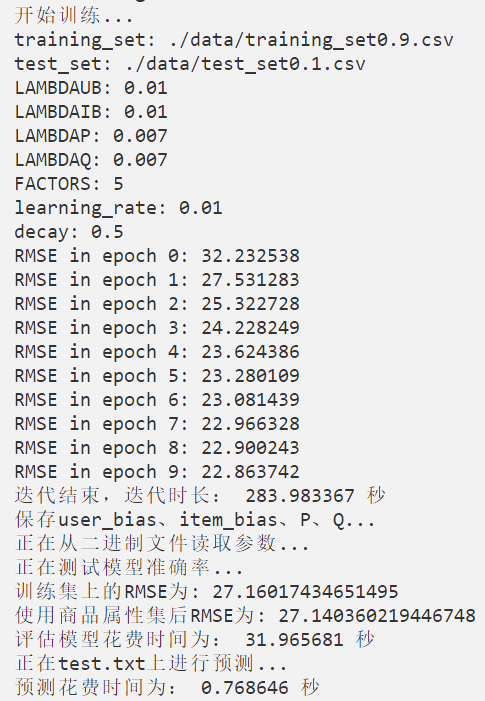 开始训练...
training_set: ./data/training_set0.9.csv
test_set: ./data/test_set0.1.csv
LAMBDAUB: 0.01
LAMBDAIB: 0.01
LAMBDAP: 0.007
LAMBDAQ: 0.007
FACTORS: 5
learning_rate: 0.01
decay: 0.5
RMSE in epoch 0: 32.232538
RMSE in epoch 1: 27.531283
RMSE in epoch 2: 25.322728
RMSE in epoch 3: 24.228249
RMSE in epoch 4: 23.624386
RMSE in epoch 5: 23.280109
RMSE in epoch 6: 23.081439
RMSE in epoch 7: 22.966328
RMSE in epoch 8: 22.900243
RMSE in epoch 9: 22.863742
迭代结束，迭代时长： 283.983367 秒
保存user_bias、item_bias、P、Q...
正在从二进制文件读取参数...
正在测试模型准确率...
训练集上的RMSE为: 27.16017434651495
使用商品属性集后RMSE为: 27.140360219446748
评估模型花费时间为： 31.965681 秒
正在test.txt上进行预测...
预测花费时间为： 0.768646 秒